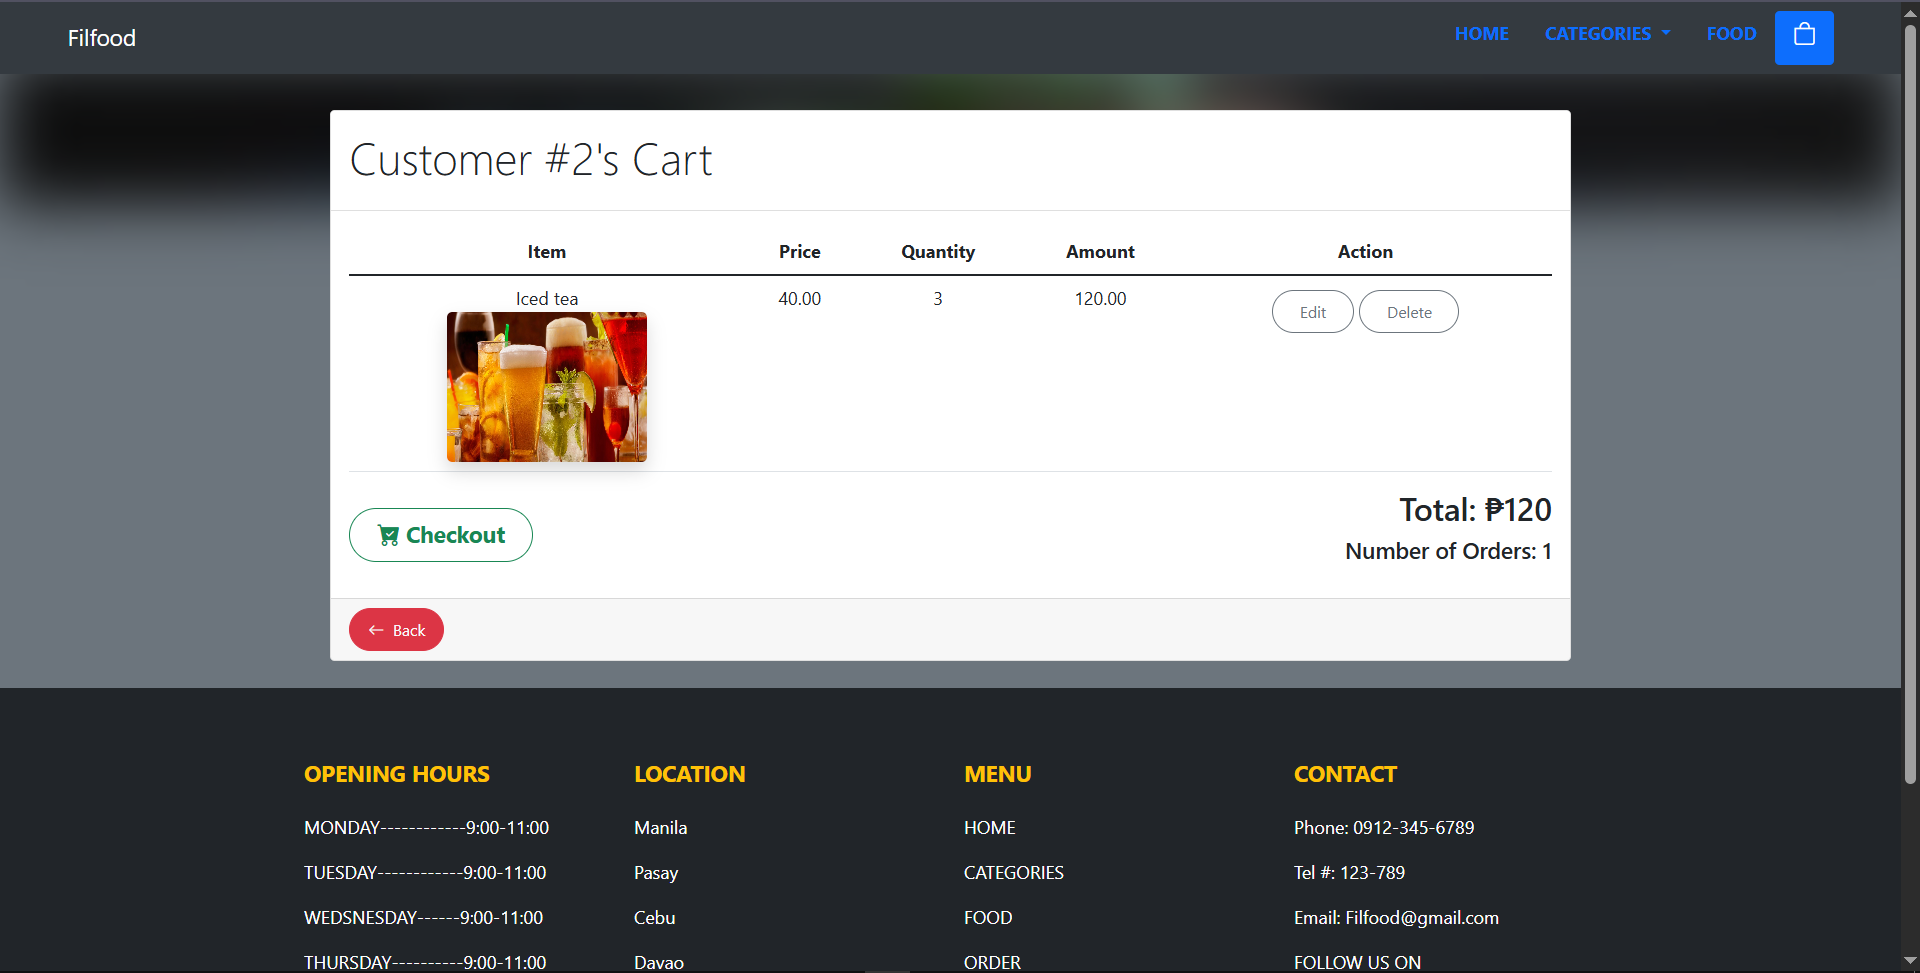 Filfood
HOME CATEGORIES FOOD
Customer #2's Cart
Item Price Quantity Amount Action
Iced tea 40.00 3 120.00 Edit Delete
Total: ₱120
Checkout
Number of Orders: 1
Back
OPENING HOURS LOCATION MENU CONTACT
MONDAY------------9:00-11:00 Manila HOME Phone: 0912-345-6789
TUESDAY------------9:00-11:00 Pasay CATEGORIES Tel #: 123-789
WEDSNESDAY------9:00-11:00 Cebu FOOD Email: Filfood@gmail.com
THURSDAY----------9:00-11:00 Davao ORDER FOLLOW US ON